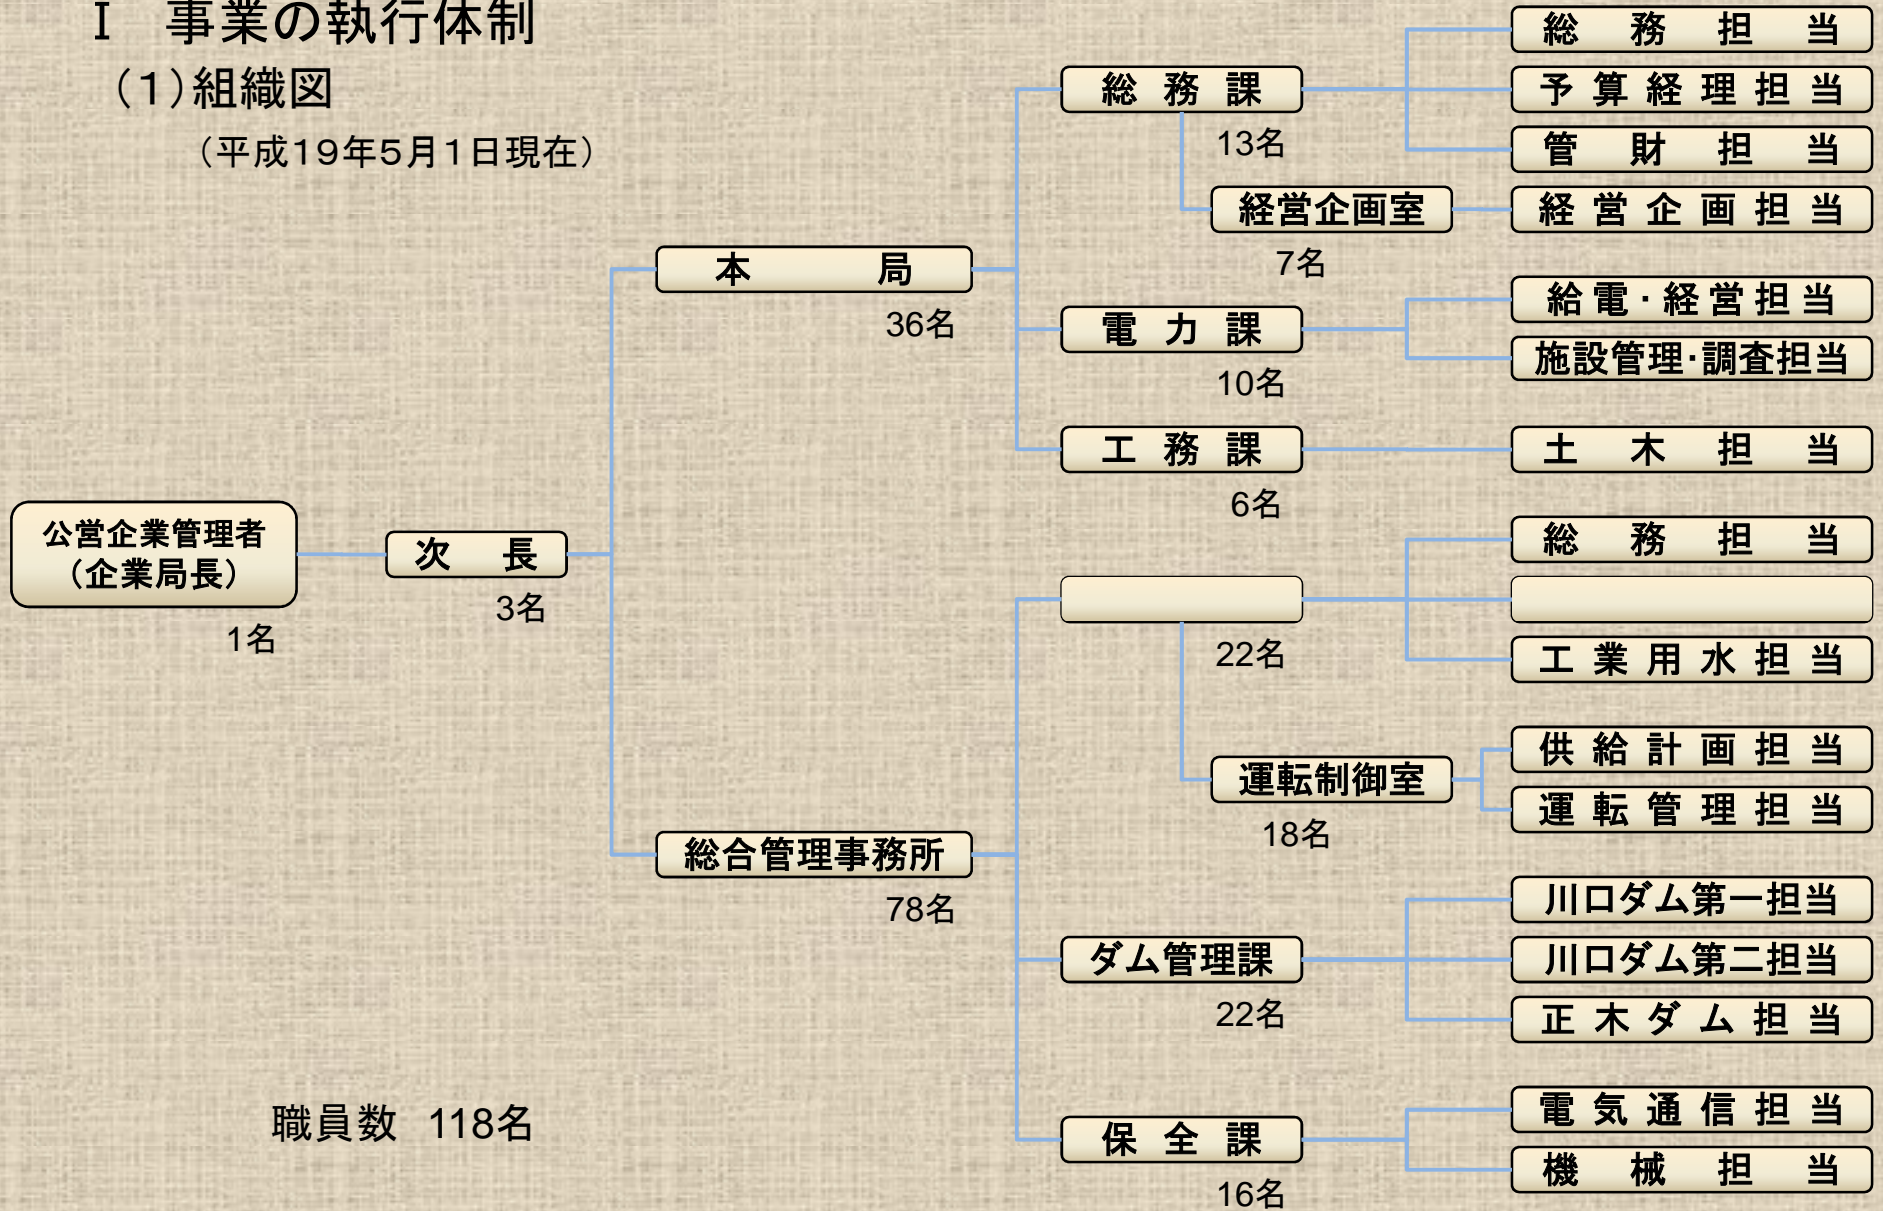 Ⅰ 事業の執行体制
(1)組織図
(平成19年5月1日現在)
公営企業管理者
(企業局長)
1名
次長
3名
本局
36名
総務課
13名
総務担当
予算経理担当
管財担当
経営企画室
7名
経営企画担当
電力課
10名
給電・経営担当
施設管理・調査担当
工務課
6名
土木担当
総合管理事務所
78名
22名
総務担当
工業用水担当
運転制御室
18名
供給計画担当
運転管理担当
ダム管理課
22名
川口ダム第一担当
川口ダム第二担当
正木ダム担当
保全課
16名
電気通信担当
機械担当
職員数 118名